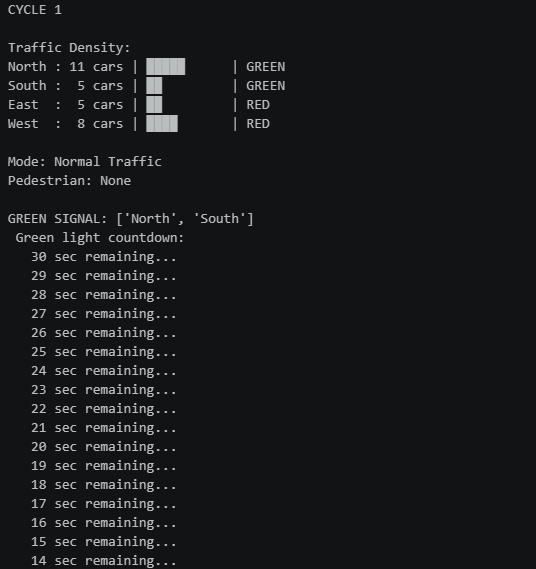 CYCLE 1
Traffic Density:
North : 11 cars | █████      | GREEN
South :  5 cars | ██         | GREEN
East  :  5 cars | ██         | RED
West  :  8 cars | ████       | RED
Mode: Normal Traffic
Pedestrian: None
GREEN SIGNAL: ['North', 'South']
Green light countdown:
30 sec remaining...
29 sec remaining...
28 sec remaining...
27 sec remaining...
26 sec remaining...
25 sec remaining...
24 sec remaining...
23 sec remaining...
22 sec remaining...
21 sec remaining...
20 sec remaining...
19 sec remaining...
18 sec remaining...
17 sec remaining...
16 sec remaining...
15 sec remaining...
14 sec remaining...